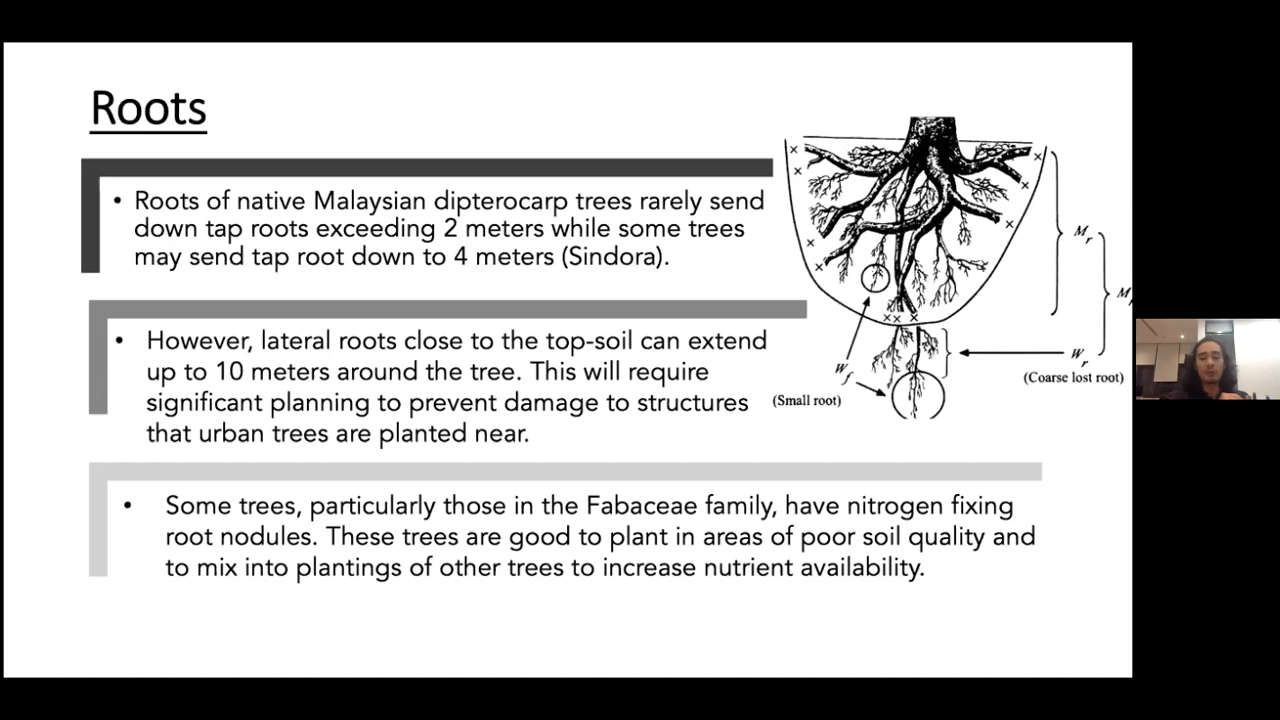 Roots
• Roots of native Malaysian dipterocarp trees rarely send
down tap roots exceeding 2 meters while some trees
may send tap root down to 4 meters (Sindora).
• However, lateral roots close to the top-soil can extend
up to 10 meters around the tree. This will require
significant planning to prevent damage to structures
that urban trees are planted near.
• Some trees, particularly those in the Fabaceae family, have nitrogen fixing
root nodules. These trees are good to plant in areas of poor soil quality and
to mix into plantings of other trees to increase nutrient availability.
M_r
M
W_r
(Coarse lost root)
W_f
(Small root)